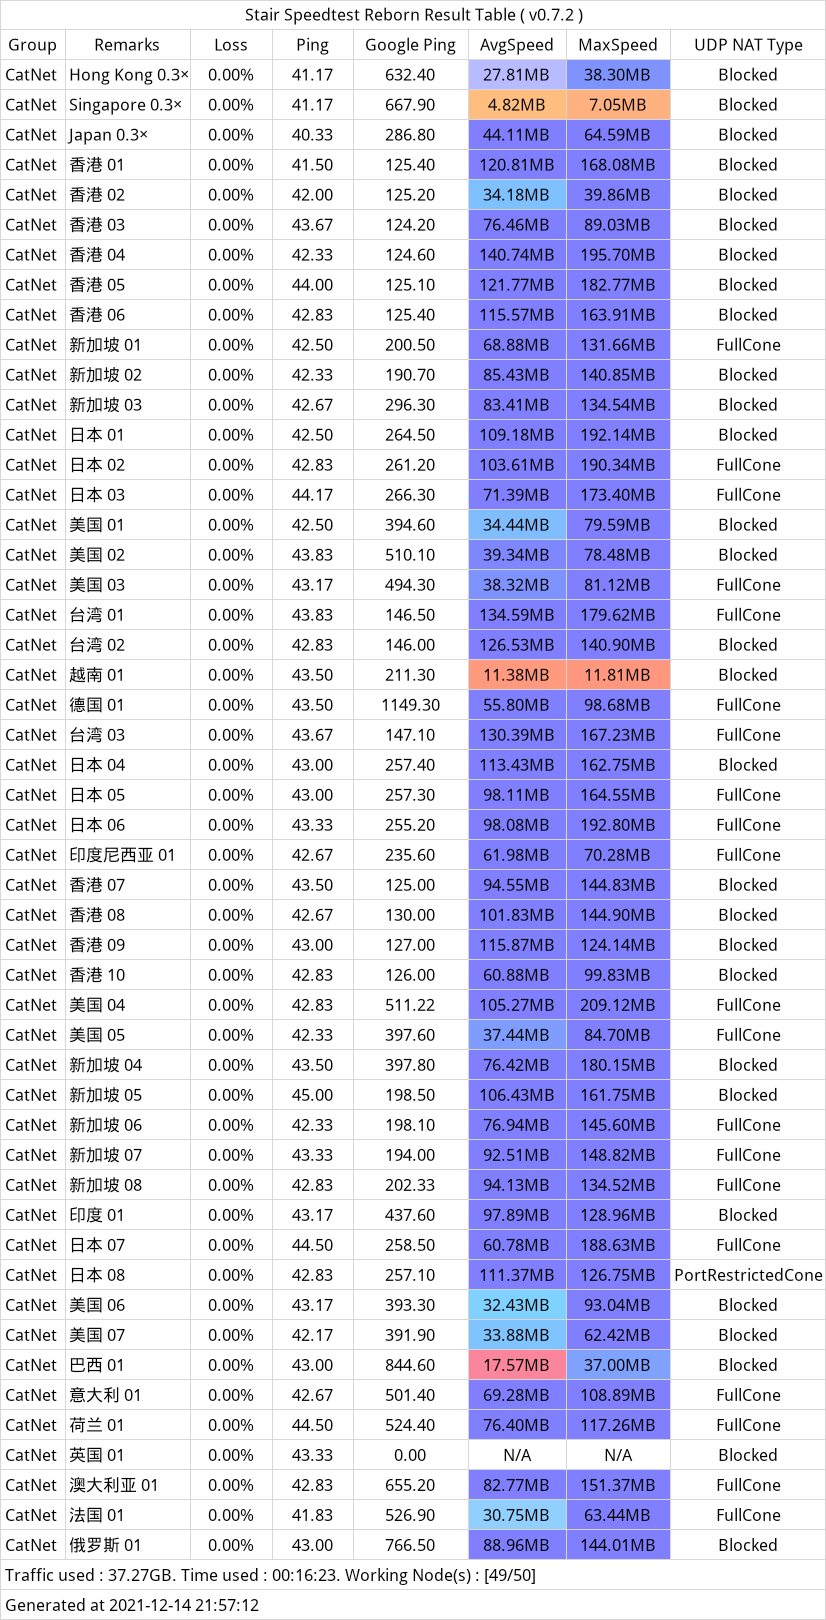 Stair Speedtest Reborn Result Table ( v0.7.2 )
Group Remarks Loss Ping Google Ping AvgSpeed MaxSpeed UDP NAT Type
CatNet Hong Kong 0.3× 0.00% 41.17 632.40 27.81MB 38.30MB Blocked
CatNet Singapore 0.3× 0.00% 41.17 667.90 4.82MB 7.05MB Blocked
CatNet Japan 0.3× 0.00% 40.33 286.80 44.11MB 64.59MB Blocked
CatNet 香港 01 0.00% 41.50 125.40 120.81MB 168.08MB Blocked
CatNet 香港 02 0.00% 42.00 125.20 34.18MB 39.86MB Blocked
CatNet 香港 03 0.00% 43.67 124.20 76.46MB 89.03MB Blocked
CatNet 香港 04 0.00% 42.33 124.60 140.74MB 195.70MB Blocked
CatNet 香港 05 0.00% 44.00 125.10 121.77MB 182.77MB Blocked
CatNet 香港 06 0.00% 42.83 125.40 115.57MB 163.91MB Blocked
CatNet 新加坡 01 0.00% 42.50 200.50 68.88MB 131.66MB FullCone
CatNet 新加坡 02 0.00% 42.33 190.70 85.43MB 140.85MB Blocked
CatNet 新加坡 03 0.00% 42.67 296.30 83.41MB 134.54MB Blocked
CatNet 日本 01 0.00% 42.50 264.50 109.18MB 192.14MB Blocked
CatNet 日本 02 0.00% 42.83 261.20 103.61MB 190.34MB FullCone
CatNet 日本 03 0.00% 44.17 266.30 71.39MB 173.40MB FullCone
CatNet 美国 01 0.00% 42.50 394.60 34.44MB 79.59MB Blocked
CatNet 美国 02 0.00% 43.83 510.10 39.34MB 78.48MB Blocked
CatNet 美国 03 0.00% 43.17 494.30 38.32MB 81.12MB FullCone
CatNet 台湾 01 0.00% 43.83 146.50 134.59MB 179.62MB FullCone
CatNet 台湾 02 0.00% 42.83 146.00 126.53MB 140.90MB Blocked
CatNet 越南 01 0.00% 43.50 211.30 11.38MB 11.81MB Blocked
CatNet 德国 01 0.00% 43.50 1149.30 55.80MB 98.68MB FullCone
CatNet 台湾 03 0.00% 43.67 147.10 130.39MB 167.23MB FullCone
CatNet 日本 04 0.00% 43.00 257.40 113.43MB 162.75MB Blocked
CatNet 日本 05 0.00% 43.00 257.30 98.11MB 164.55MB FullCone
CatNet 日本 06 0.00% 43.33 255.20 98.08MB 192.80MB FullCone
CatNet 印度尼西亚 01 0.00% 42.67 235.60 61.98MB 70.28MB FullCone
CatNet 香港 07 0.00% 43.50 125.00 94.55MB 144.83MB Blocked
CatNet 香港 08 0.00% 42.67 130.00 101.83MB 144.90MB Blocked
CatNet 香港 09 0.00% 43.00 127.00 115.87MB 124.14MB Blocked
CatNet 香港 10 0.00% 42.83 126.00 60.88MB 99.83MB Blocked
CatNet 美国 04 0.00% 42.83 511.22 105.27MB 209.12MB FullCone
CatNet 美国 05 0.00% 42.33 397.60 37.44MB 84.70MB FullCone
CatNet 新加坡 04 0.00% 43.50 397.80 76.42MB 180.15MB Blocked
CatNet 新加坡 05 0.00% 45.00 198.50 106.43MB 161.75MB Blocked
CatNet 新加坡 06 0.00% 42.33 198.10 76.94MB 145.60MB FullCone
CatNet 新加坡 07 0.00% 43.33 194.00 92.51MB 148.82MB FullCone
CatNet 新加坡 08 0.00% 42.83 202.33 94.13MB 134.52MB FullCone
CatNet 印度 01 0.00% 43.17 437.60 97.89MB 128.96MB Blocked
CatNet 日本 07 0.00% 44.50 258.50 60.78MB 188.63MB FullCone
CatNet 日本 08 0.00% 42.83 257.10 111.37MB 126.75MB PortRestrictedCone
CatNet 美国 06 0.00% 43.17 393.30 32.43MB 93.04MB Blocked
CatNet 美国 07 0.00% 42.17 391.90 33.88MB 62.42MB Blocked
CatNet 巴西 01 0.00% 43.00 844.60 17.57MB 37.00MB Blocked
CatNet 意大利 01 0.00% 42.67 501.40 69.28MB 108.89MB FullCone
CatNet 荷兰 01 0.00% 44.50 524.40 76.40MB 117.26MB FullCone
CatNet 英国 01 0.00% 43.33 0.00 N/A N/A Blocked
CatNet 澳大利亚 01 0.00% 42.83 655.20 82.77MB 151.37MB FullCone
CatNet 法国 01 0.00% 41.83 526.90 30.75MB 63.44MB FullCone
CatNet 俄罗斯 01 0.00% 43.00 766.50 88.96MB 144.01MB Blocked
Traffic used : 37.27GB. Time used : 00:16:23. Working Node(s) : [49/50]
Generated at 2021-12-14 21:57:12